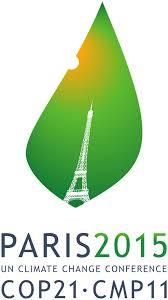 PARIS2015
UN CLIMATE CHANGE CONFERENCE
COP21·CMP11